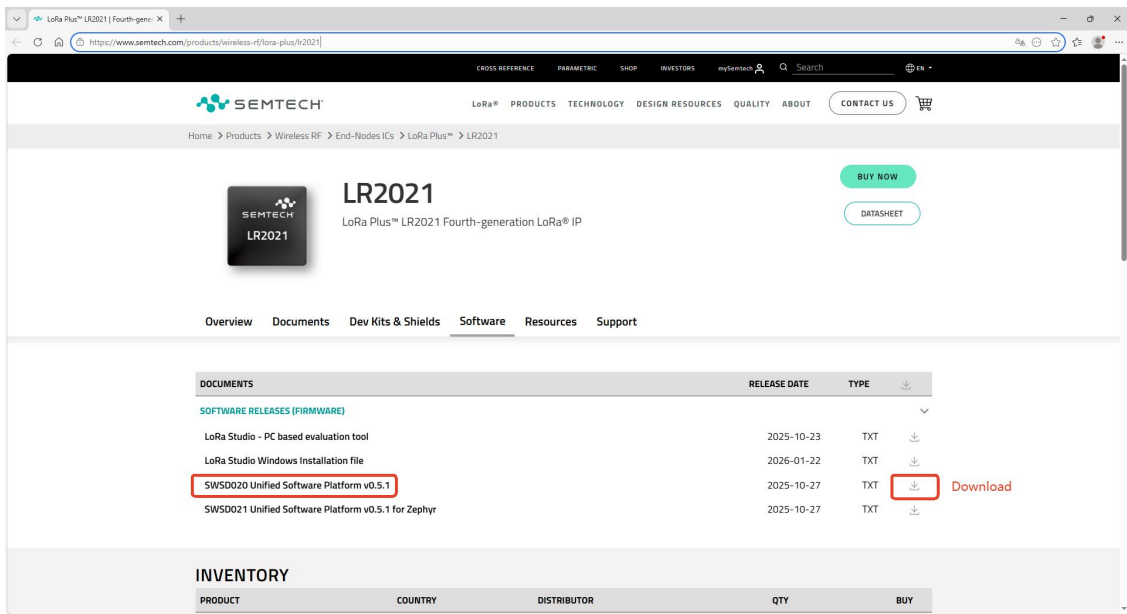 LoRa Plus™ LR2021 | Fourth-gene
https://www.semtech.com/products/wireless-rf/lora-plus/lr2021
CROSS REFERENCE PARAMETRIC SHOP INVESTORS mySemtech Search EN
SEMTECH LoRa® PRODUCTS TECHNOLOGY DESIGN RESOURCES QUALITY ABOUT CONTACT US
Home > Products > Wireless RF > End-Nodes ICs > LoRa Plus™ > LR2021
BUY NOW
LR2021
LoRa Plus™ LR2021 Fourth-generation LoRa® IP
DATASHEET
SEMTECH
LR2021
Overview Documents Dev Kits & Shields Software Resources Support
DOCUMENTS RELEASE DATE TYPE
SOFTWARE RELEASES (FIRMWARE)
LoRa Studio - PC based evaluation tool 2025-10-23 TXT
LoRa Studio Windows Installation file 2026-01-22 TXT
SWSD020 Unified Software Platform v0.5.1 2025-10-27 TXT Download
SWSD021 Unified Software Platform v0.5.1 for Zephyr 2025-10-27 TXT
INVENTORY
PRODUCT COUNTRY DISTRIBUTOR QTY BUY